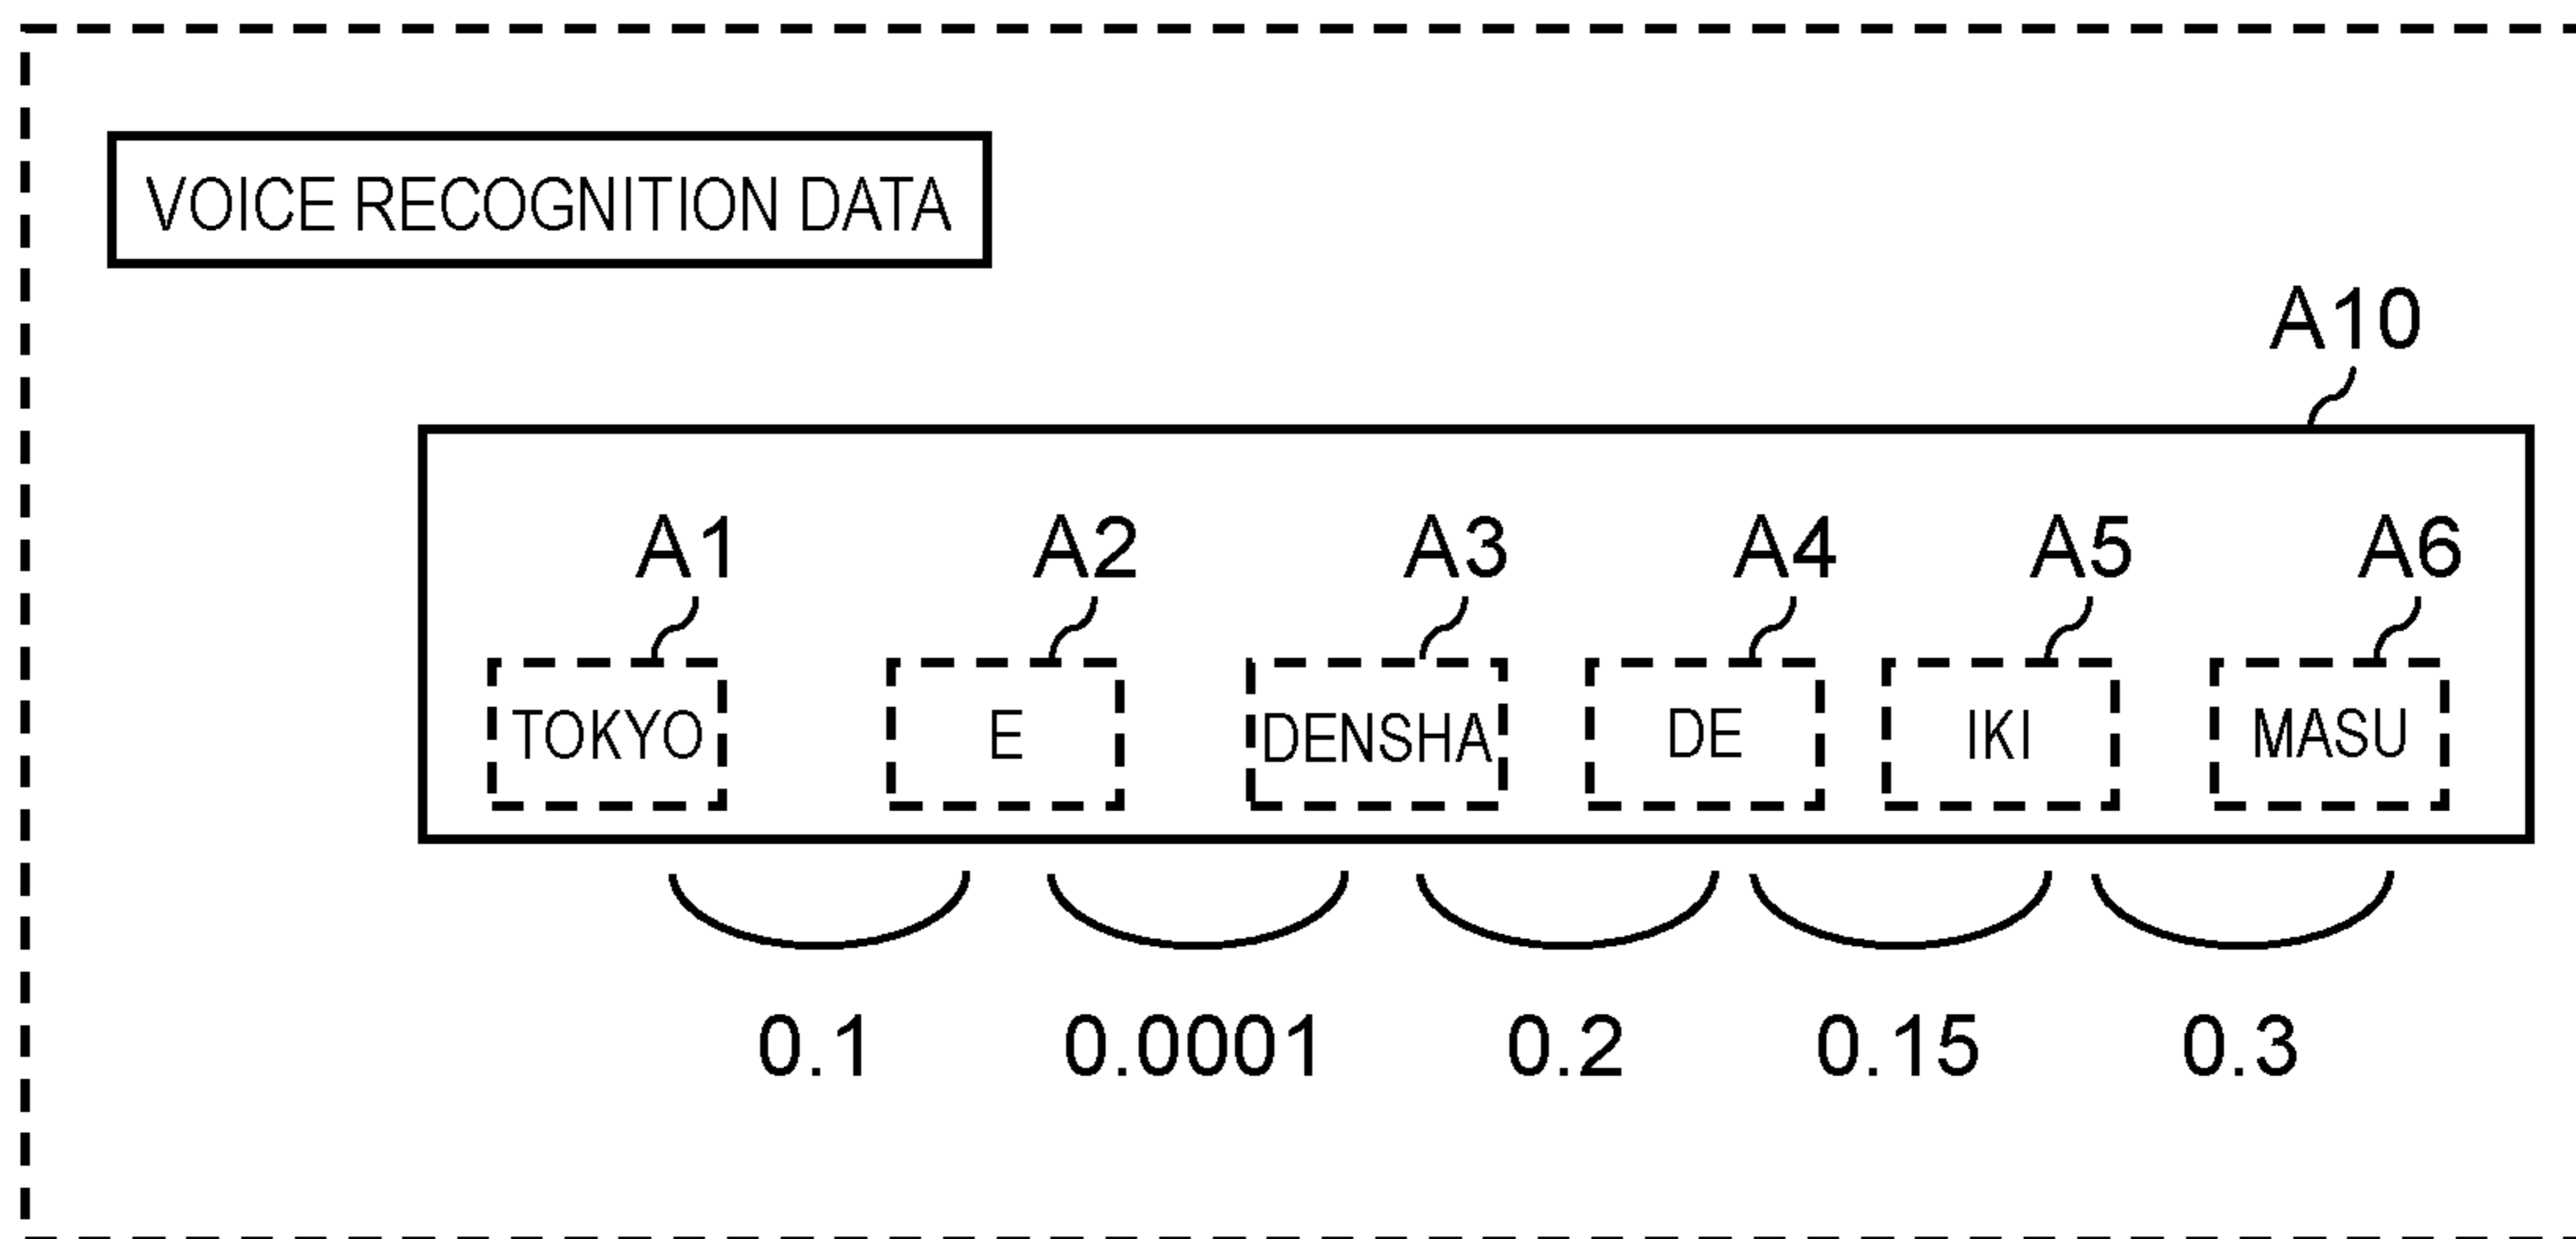 VOICE RECOGNITION DATA
A10
A1 A2 A3 A4 A5 A6
TOKYO E DENSHA DE IKI MASU
0.1 0.0001 0.2 0.15 0.3